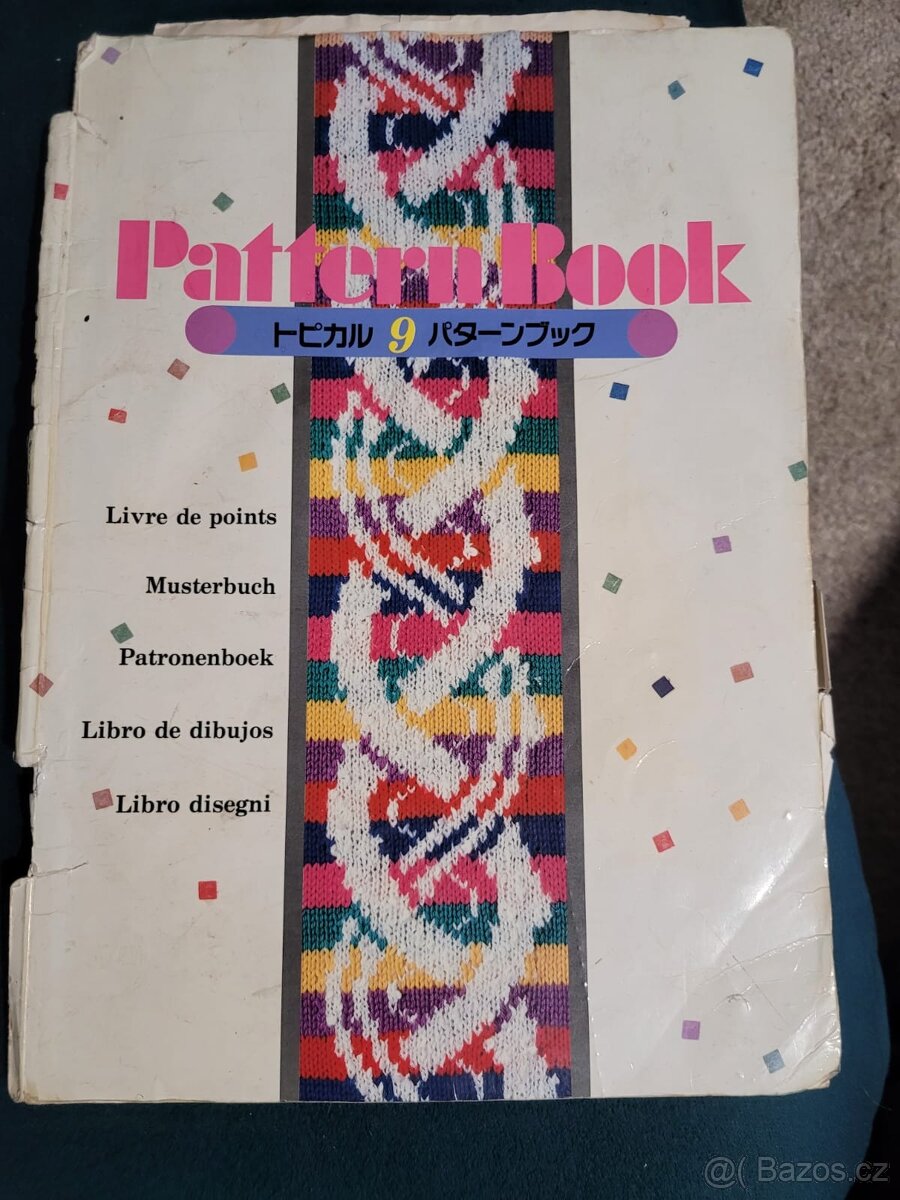 Pattern Book
トピカル 9 パターンブック
Livre de points
Musterbuch
Patronenboek
Libro de dibujos
Libro disegni
@( Bazos.cz